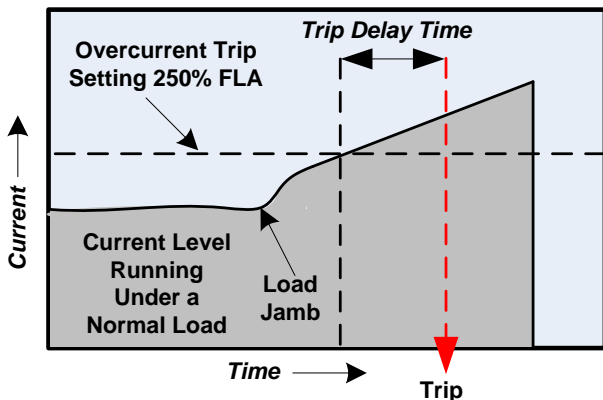 Trip Delay Time
Overcurrent Trip
Setting 250% FLA
Current
Current Level
Running
Under a
Normal Load
Load
Jamb
Time
Trip